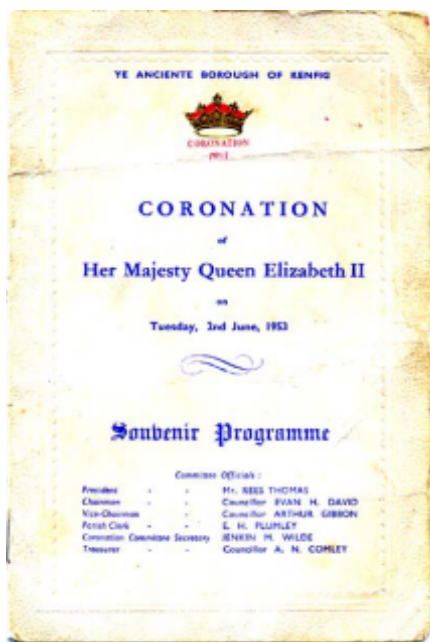 YE ANCIENTE BOROUGH OF KENFIG
CORONATION
1953
CORONATION
of
Her Majesty Queen Elizabeth II
on
Tuesday, 2nd June, 1953
Souvenir Programme
Committee Officials :
President - - Mr. REES THOMAS
Chairman - - Councillor EVAN H. DAVID
Vice-Chairman - - Councillor ARTHUR GIBBON
Parish Clerk - - E. H. PLUMLEY
Coronation Committee Secretary JENKIN M. WILDE
Treasurer - - Councillor A. N. COMLEY